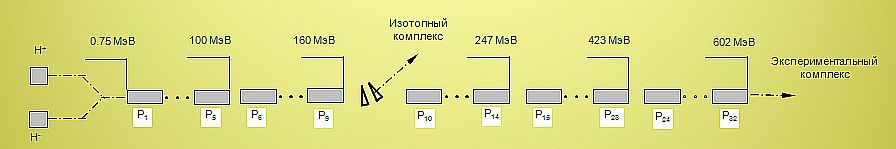 Изотопный
комплекс
H+
0.75 МэВ
100 МэВ
160 МэВ
247 МэВ
423 МэВ
602 МэВ
Экспериментальный
комплекс
P1
P5
P6
P9
P10
P14
P15
P23
P24
P32
H-